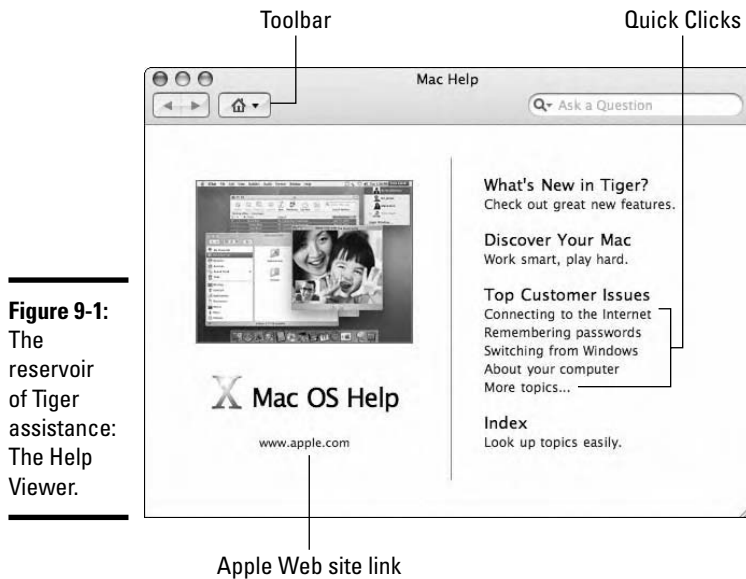 Toolbar
Quick Clicks
Mac Help
Ask a Question
What's New in Tiger?
Check out great new features.
Discover Your Mac
Work smart, play hard.
Top Customer Issues
Connecting to the Internet
Remembering passwords
Switching from Windows
About your computer
More topics...
Index
Look up topics easily.
X Mac OS Help
www.apple.com
Apple Web site link
Figure 9-1:
The
reservoir
of Tiger
assistance:
The Help
Viewer.